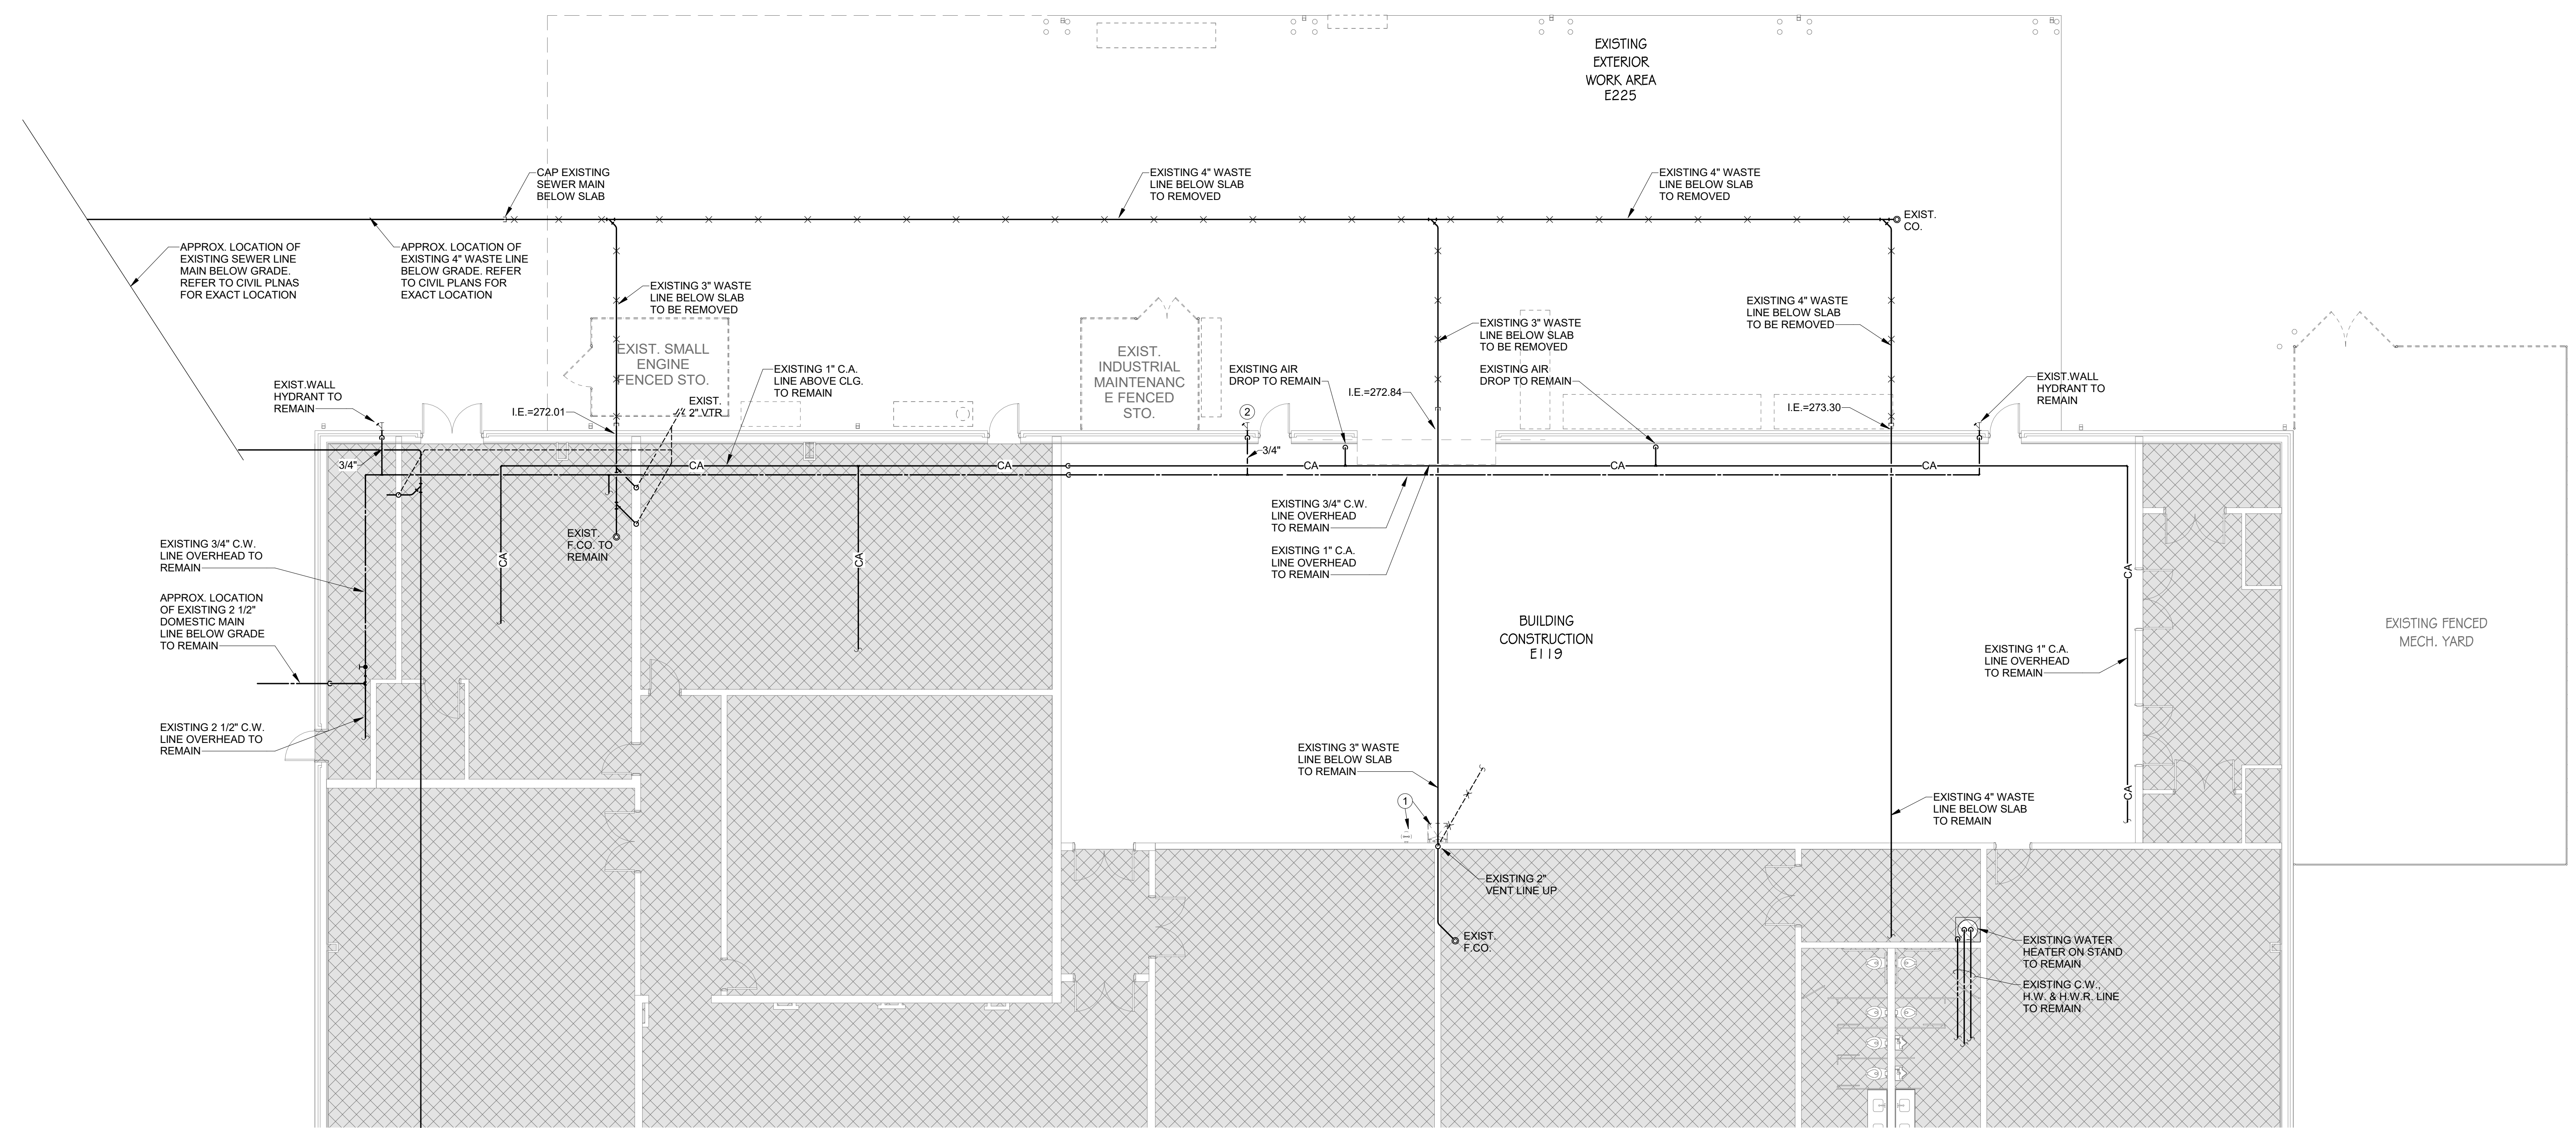 EXISTING
EXTERIOR
WORK AREA
E225
CAP EXISTING
SEWER MAIN
BELOW SLAB
EXISTING 4" WASTE
LINE BELOW SLAB
TO REMOVED
EXISTING 4" WASTE
LINE BELOW SLAB
TO REMOVED
EXIST.
CO.
APPROX. LOCATION OF
EXISTING SEWER LINE
MAIN BELOW GRADE.
REFER TO CIVIL PLNAS
FOR EXACT LOCATION
APPROX. LOCATION OF
EXISTING 4" WASTE LINE
BELOW GRADE. REFER
TO CIVIL PLANS FOR
EXACT LOCATION
EXISTING 3" WASTE
LINE BELOW SLAB
TO BE REMOVED
EXISTING 4" WASTE
LINE BELOW SLAB
TO BE REMOVED
EXISTING 3" WASTE
LINE BELOW SLAB
TO BE REMOVED
EXIST. SMALL
ENGINE
FENCED STO.
EXIST.
INDUSTRIAL
MAINTENANC
E FENCED
STO.
EXISTING 1" C.A.
LINE ABOVE CLG.
TO REMAIN
EXISTING AIR
DROP TO REMAIN
EXISTING AIR
DROP TO REMAIN
EXIST.WALL
HYDRANT TO
REMAIN
EXIST.WALL
HYDRANT TO
REMAIN
I.E.=272.01
EXIST.
2" VTR
I.E.=272.84
I.E.=273.30
2
3/4"
3/4"
CA
CA
CA
CA
CA
EXISTING 3/4" C.W.
LINE OVERHEAD
TO REMAIN
EXIST.
F.CO. TO
REMAIN
EXISTING 3/4" C.W.
LINE OVERHEAD TO
REMAIN
CA
CA
EXISTING 1" C.A.
LINE OVERHEAD
TO REMAIN
CA
APPROX. LOCATION
OF EXISTING 2 1/2"
DOMESTIC MAIN
LINE BELOW GRADE
TO REMAIN
BUILDING
CONSTRUCTION
E119
EXISTING FENCED
MECH. YARD
EXISTING 1" C.A.
LINE OVERHEAD
TO REMAIN
EXISTING 2 1/2" C.W.
LINE OVERHEAD TO
REMAIN
EXISTING 3" WASTE
LINE BELOW SLAB
TO REMAIN
CA
1
EXISTING 4" WASTE
LINE BELOW SLAB
TO REMAIN
EXISTING 2"
VENT LINE UP
EXIST.
F.CO.
EXISTING WATER
HEATER ON STAND
TO REMAIN
EXISTING C.W.,
H.W. & H.W.R. LINE
TO REMAIN